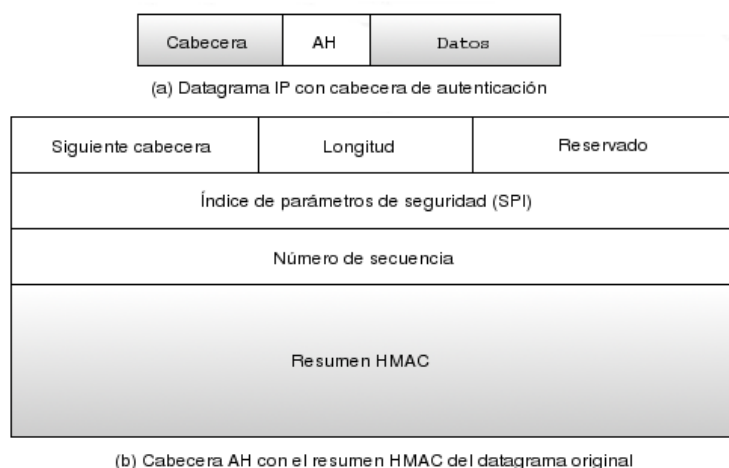 Cabecera AH Datos
(a) Datagrama IP con cabecera de autenticación
Siguiente cabecera Longitud Reservado
Índice de parámetros de seguridad (SPI)
Número de secuencia
Resumen HMAC
(b) Cabecera AH con el resumen HMAC del datagrama original